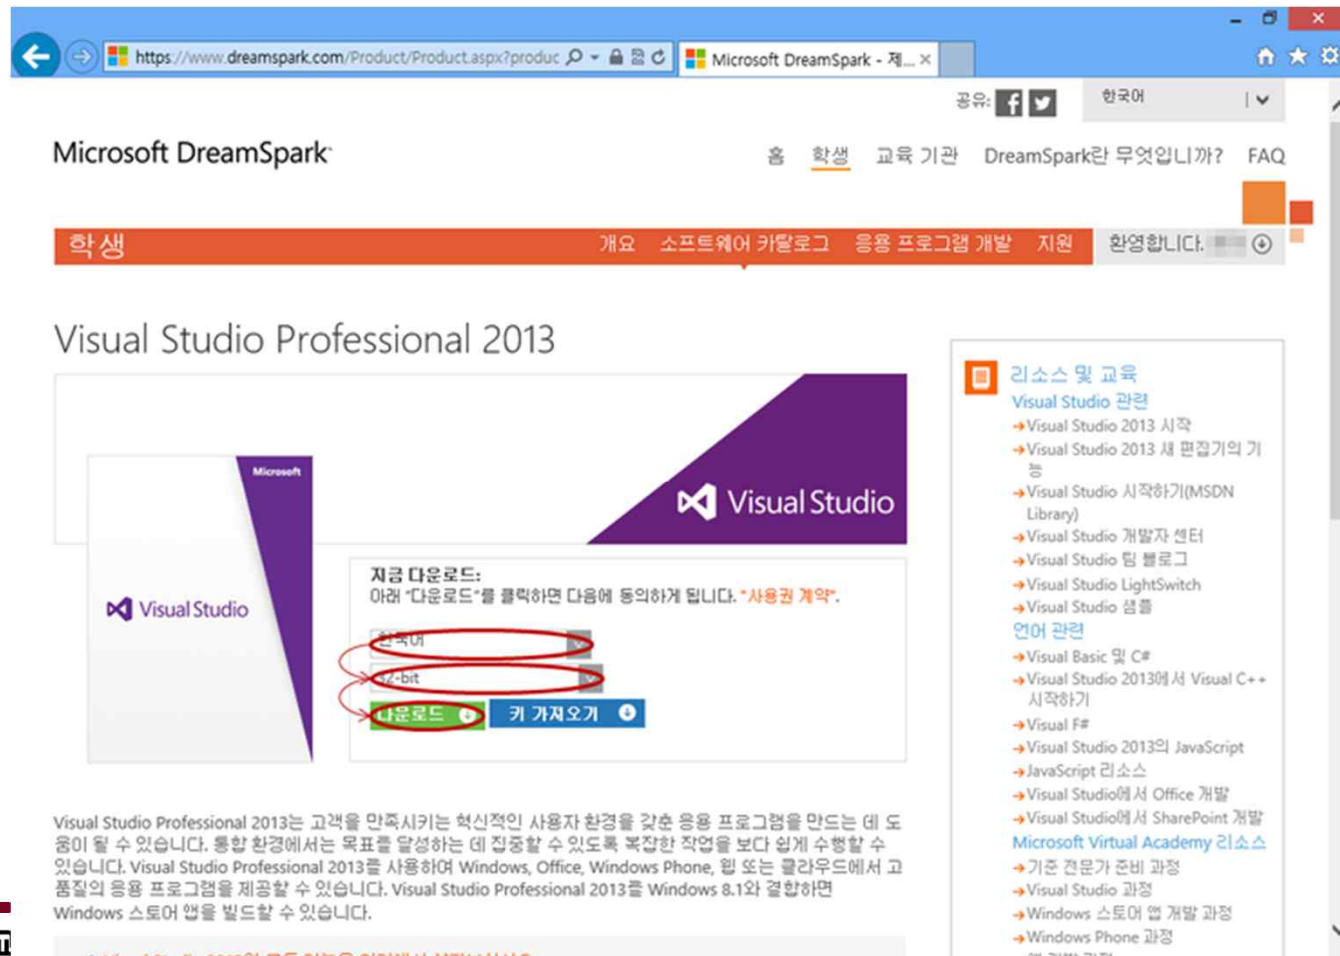 https://www.dreamspark.com/Product/Product.aspx?produc
Microsoft DreamSpark - 제...
공유:
한국어
Microsoft DreamSpark
홈 학생 교육 기관 DreamSpark란 무엇입니까? FAQ
학생
개요 소프트웨어 카탈로그 응용 프로그램 개발 지원 환영합니다.
Visual Studio Professional 2013
Visual Studio
Microsoft
Visual Studio
지금 다운로드:
아래 "다운로드"를 클릭하면 다음에 동의하게 됩니다. "사용권 계약".
한국어
32-bit
다운로드 키 가져오기
Visual Studio Professional 2013는 고객을 만족시키는 혁신적인 사용자 환경을 갖춘 응용 프로그램을 만드는 데 도
움이 될 수 있습니다. 통합 환경에서는 목표를 달성하는 데 집중할 수 있도록 복잡한 작업을 보다 쉽게 수행할 수
있습니다. Visual Studio Professional 2013를 사용하여 Windows, Office, Windows Phone, 웹 또는 클라우드에서 고
품질의 응용 프로그램을 제공할 수 있습니다. Visual Studio Professional 2013를 Windows 8.1와 결합하면
Windows 스토어 앱을 빌드할 수 있습니다.
리소스 및 교육
Visual Studio 관련
Visual Studio 2013 시작
Visual Studio 2013 새 편집기의 기
능
Visual Studio 시작하기(MSDN
Library)
Visual Studio 개발자 센터
Visual Studio 팀 블로그
Visual Studio LightSwitch
Visual Studio 샘플
언어 관련
Visual Basic 및 C#
Visual Studio 2013에서 Visual C++
시작하기
Visual F#
Visual Studio 2013의 JavaScript
JavaScript 리소스
Visual Studio에서 Office 개발
Visual Studio에서 SharePoint 개발
Microsoft Virtual Academy 리소스
기준 전문가 준비 과정
Visual Studio 과정
Windows 스토어 앱 개발 과정
Windows Phone 과정